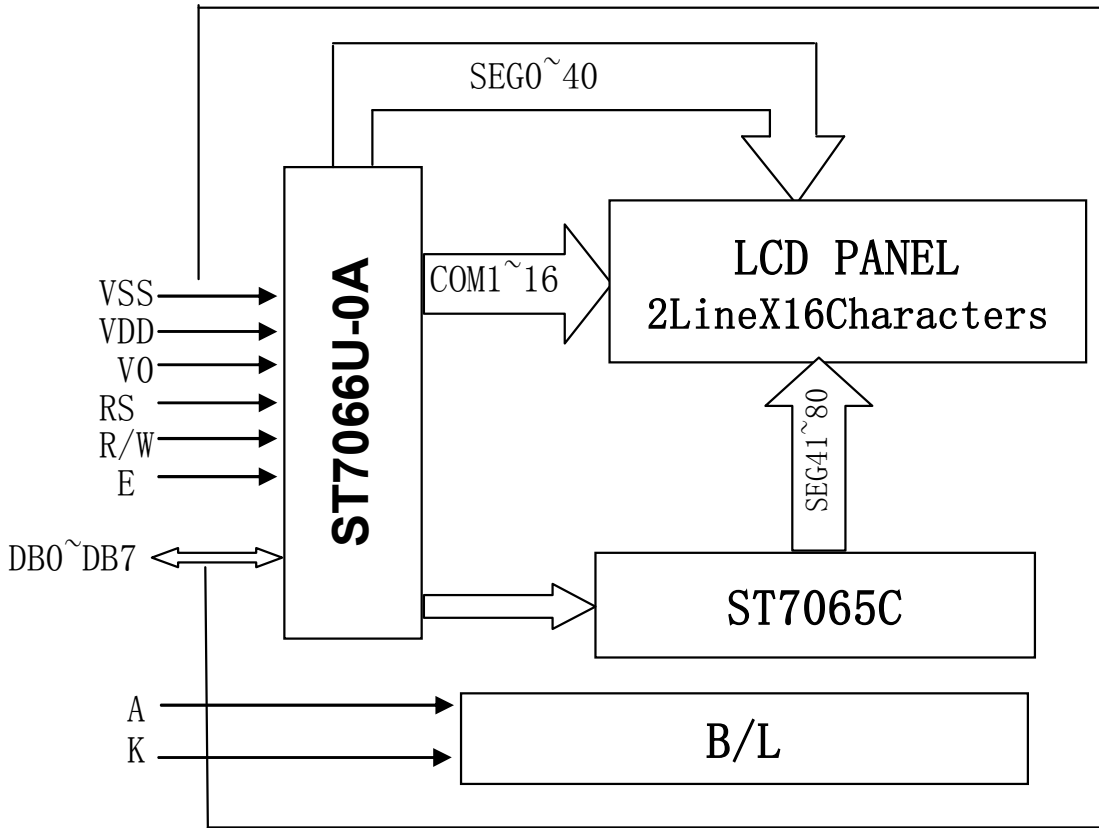 SEG0~40
ST7066U-0A
COM1~16
LCD PANEL
2LineX16Characters
VSS
VDD
V0
RS
R/W
E
DB0~DB7
SEG41~80
ST7065C
A
K
B/L